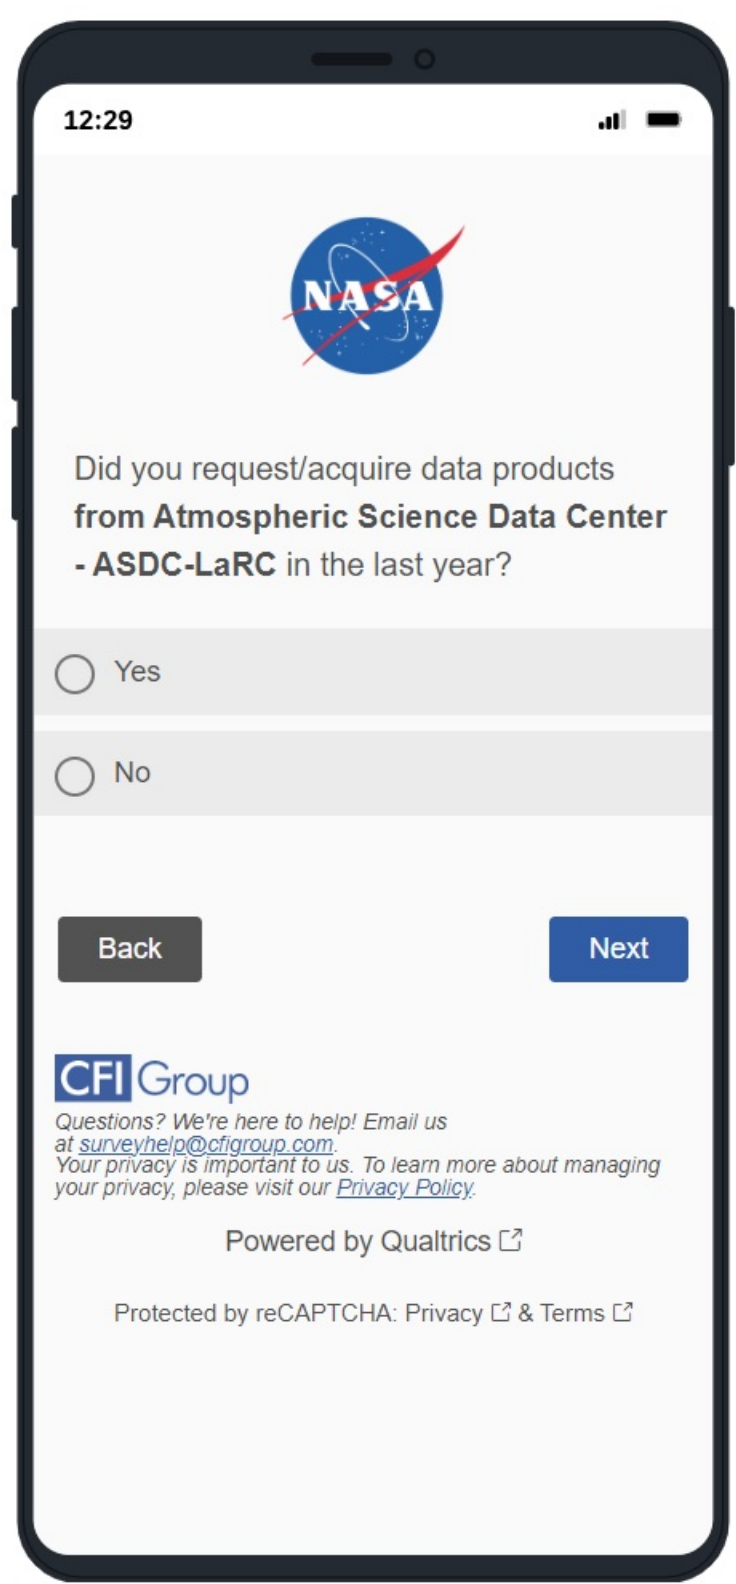 12:29
NASA
Did you request/acquire data products
from Atmospheric Science Data Center
- ASDC-LaRC in the last year?
Yes
No
Back
Next
CFI Group
Questions? We're here to help! Email us
at surveyhelp@cfigroup.com.
Your privacy is important to us. To learn more about managing
your privacy, please visit our Privacy Policy.
Powered by Qualtrics
Protected by reCAPTCHA: Privacy & Terms